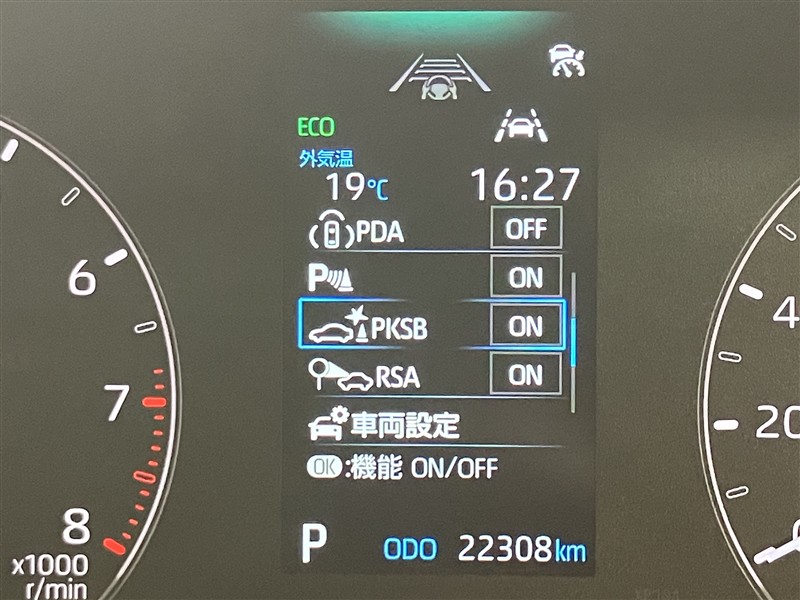 ECO
外気温
19℃ 16:27
PDA OFF
P ON
PKSB ON
RSA ON
車両設定
OK:機能 ON/OFF
P ODO 22308km
6
7
8
x1000
r/min
4
20